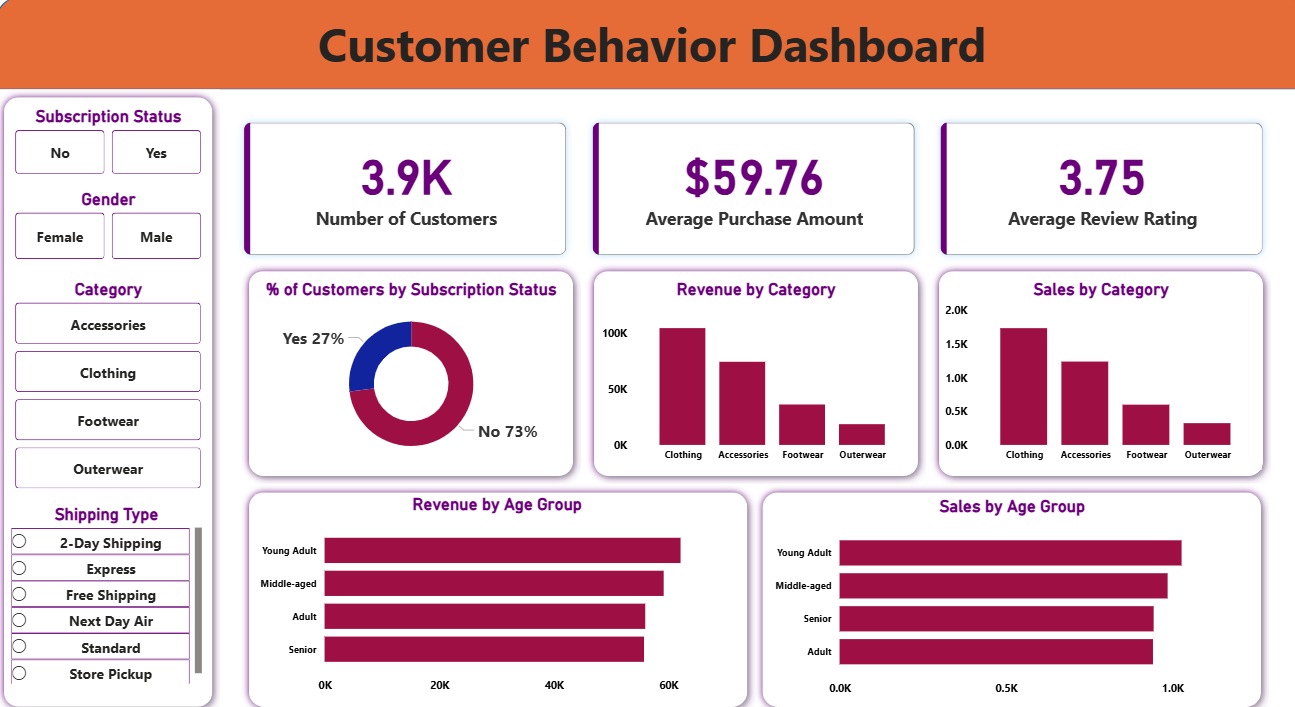 Customer Behavior Dashboard
Subscription Status
No
Yes
Gender
Female
Male
Category
Accessories
Clothing
Footwear
Outerwear
Shipping Type
2-Day Shipping
Express
Free Shipping
Next Day Air
Standard
Store Pickup
3.9K
Number of Customers
$59.76
Average Purchase Amount
3.75
Average Review Rating
% of Customers by Subscription Status
Yes 27%
No 73%
Revenue by Category
100K
50K
0K
Clothing
Accessories
Footwear
Outerwear
Sales by Category
2.0K
1.5K
1.0K
0.5K
0.0K
Clothing
Accessories
Footwear
Outerwear
Revenue by Age Group
Young Adult
Middle-aged
Adult
Senior
0K
20K
40K
60K
Sales by Age Group
Young Adult
Middle-aged
Senior
Adult
0.0K
0.5K
1.0K